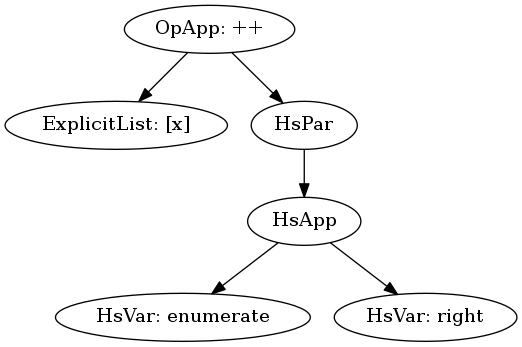 OpApp: ++
ExplicitList: [x]
HsPar
HsApp
HsVar: enumerate
HsVar: right